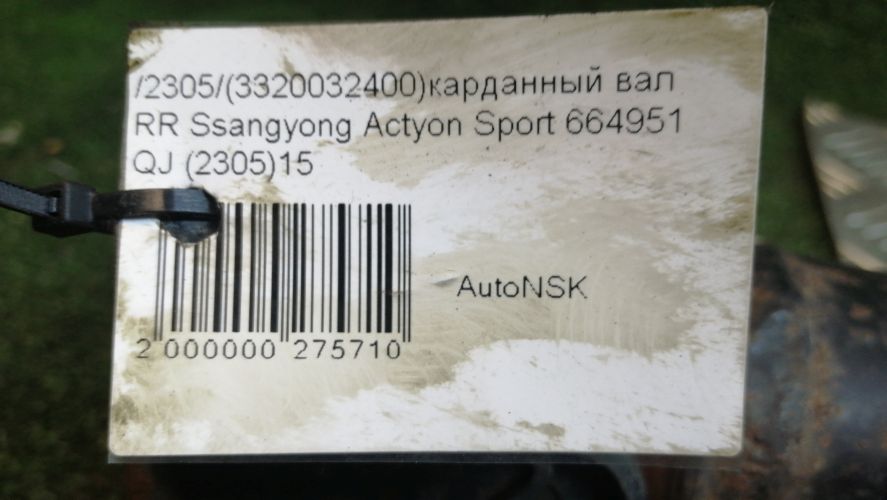 /2305/(3320032400)карданный вал
RR Ssangyong Actyon Sport 664951
QJ (2305)15
AutoNSK
2 000000 275710